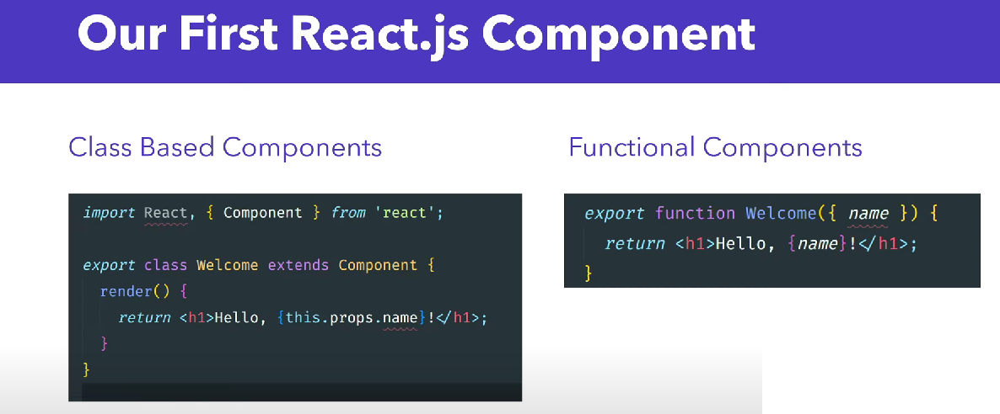 Our First React.js Component
Class Based Components
import React, { Component } from 'react';
export class Welcome extends Component {
render() {
return <h1>Hello, {this.props.name}!</h1>;
}
}
Functional Components
export function Welcome({ name }) {
return <h1>Hello, {name}!</h1>;
}